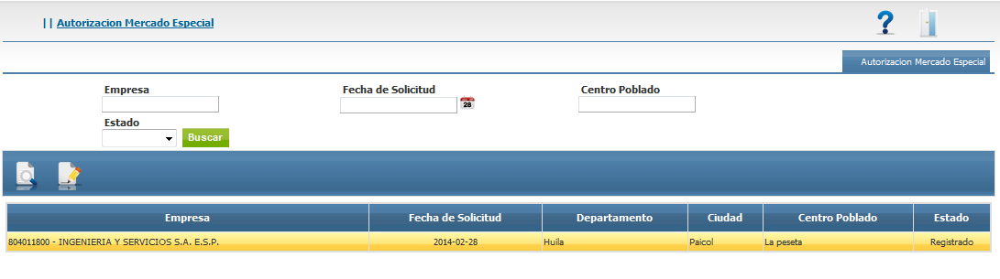 || Autorizacion Mercado Especial
Autorizacion Mercado Especial
Empresa Fecha de Solicitud Centro Poblado
28
Estado
Buscar
Empresa Fecha de Solicitud Departamento Ciudad Centro Poblado Estado
804011800 - INGENIERIA Y SERVICIOS S.A. E.S.P. 2014-02-28 Huila Paicol La peseta Registrado